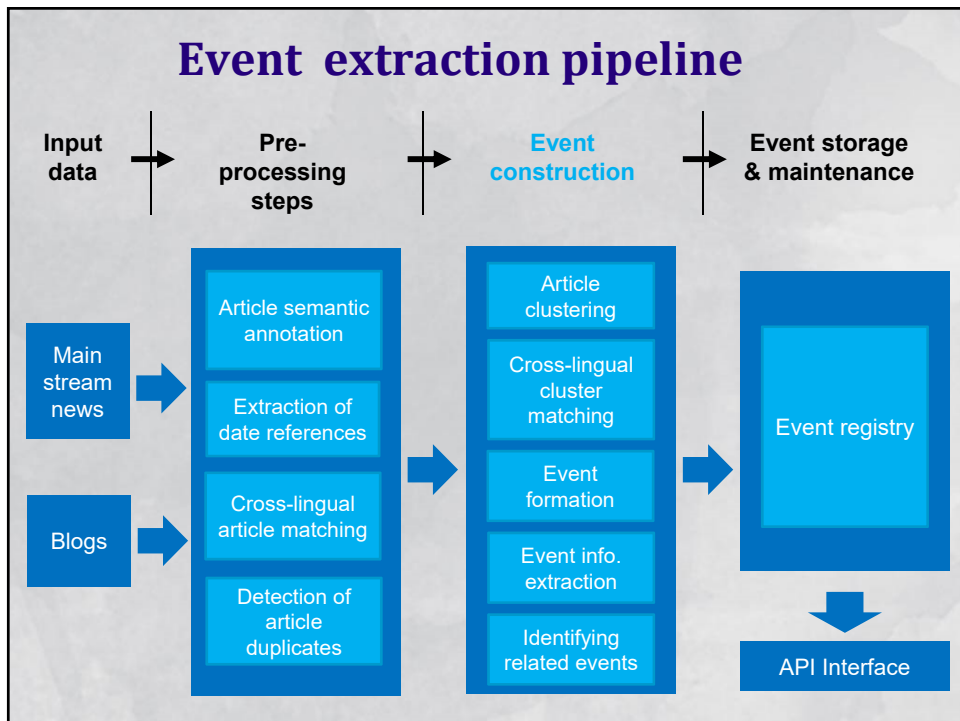 Event extraction pipeline
Input
data
Pre-
processing
steps
Event
construction
Event storage
& maintenance
Main
stream
news
Blogs
Article semantic
annotation
Extraction of
date references
Cross-lingual
article matching
Detection of
article
duplicates
Article
clustering
Cross-lingual
cluster
matching
Event
formation
Event info.
extraction
Identifying
related events
Event registry
API Interface